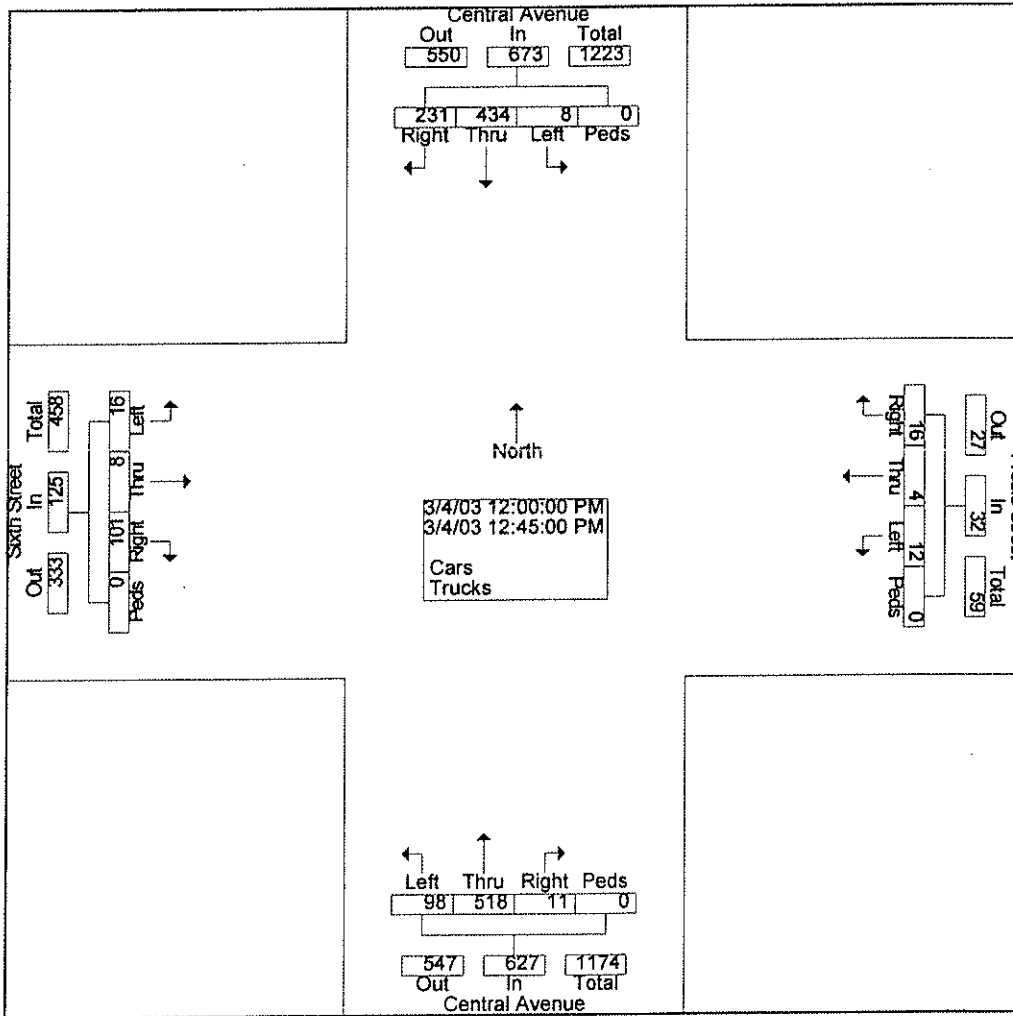 Central Avenue
Out In Total
550 673 1223
231 434 8 0
Right Thru Left Peds
Sixth Street
Total In Out
458 125 333
16 8 101 0
Left Thru Right Peds
North
3/4/03 12:00:00 PM
3/4/03 12:45:00 PM
Cars
Trucks
Right Thru Left Peds
16 4 12 0
27 32 59
Out In Total
Left Thru Right Peds
98 518 11 0
547 627 1174
Out In Total
Central Avenue